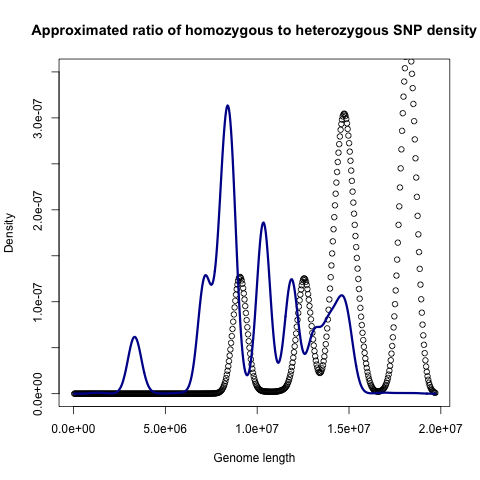 Approximated ratio of homozygous to heterozygous SNP density
Density
3.0e-07
2.0e-07
1.0e-07
0.0e+00
0.0e+00 5.0e+06 1.0e+07 1.5e+07 2.0e+07
Genome length